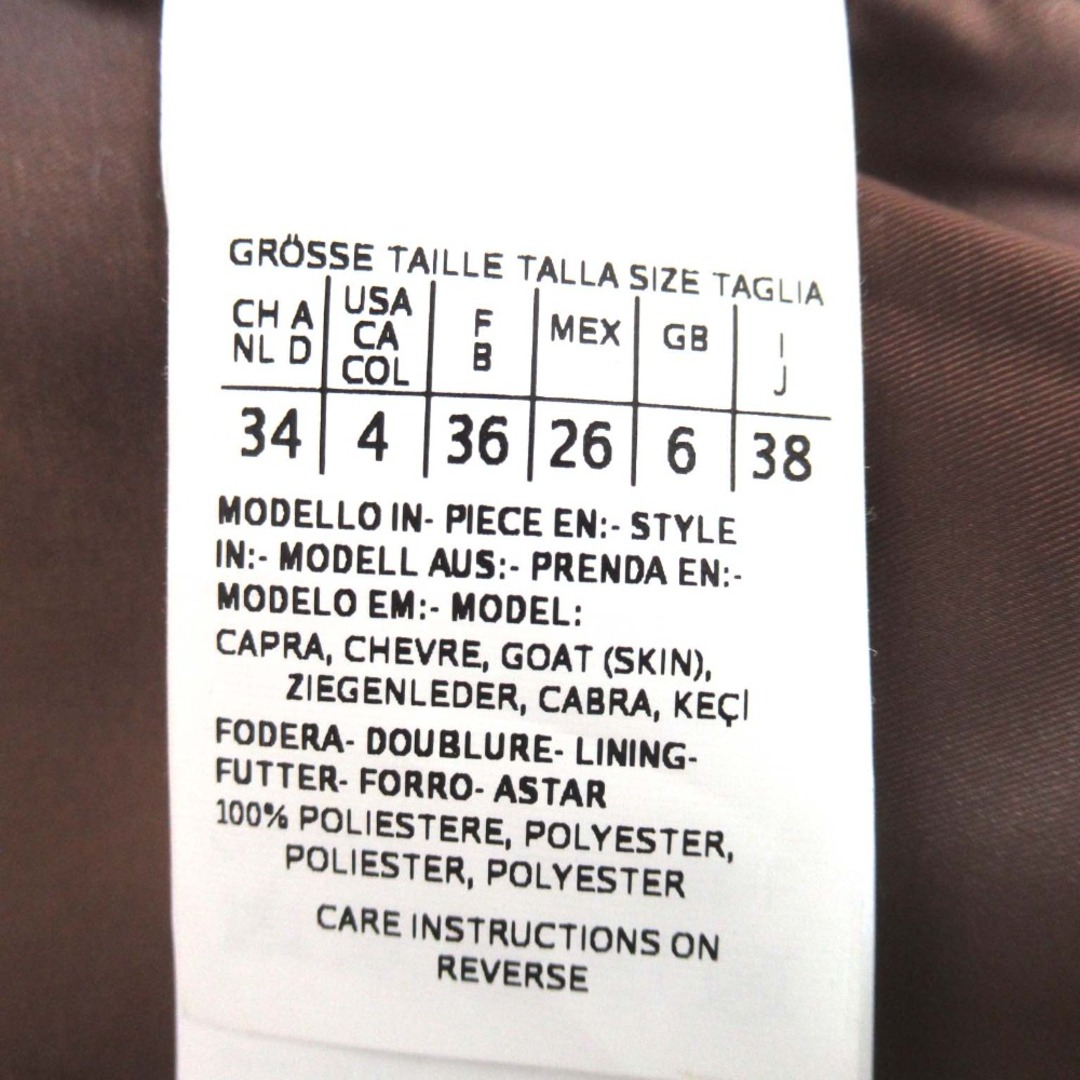 GRÖSSE TAILLE TALLA SIZE TAGLIA
CH A NL D | USA CA COL | F B | MEX | GB | I J
34 | 4 | 36 | 26 | 6 | 38
MODELLO IN- PIECE EN:- STYLE
IN:- MODELL AUS:- PRENDA EN:-
MODELO EM:- MODEL:
CAPRA, CHEVRE, GOAT (SKIN),
ZIEGENLEDER, CABRA, KEÇİ
FODERA- DOUBLURE- LINING-
FUTTER- FORRO- ASTAR
100% POLIESTERE, POLYESTER,
POLIESTER, POLYESTER
CARE INSTRUCTIONS ON
REVERSE